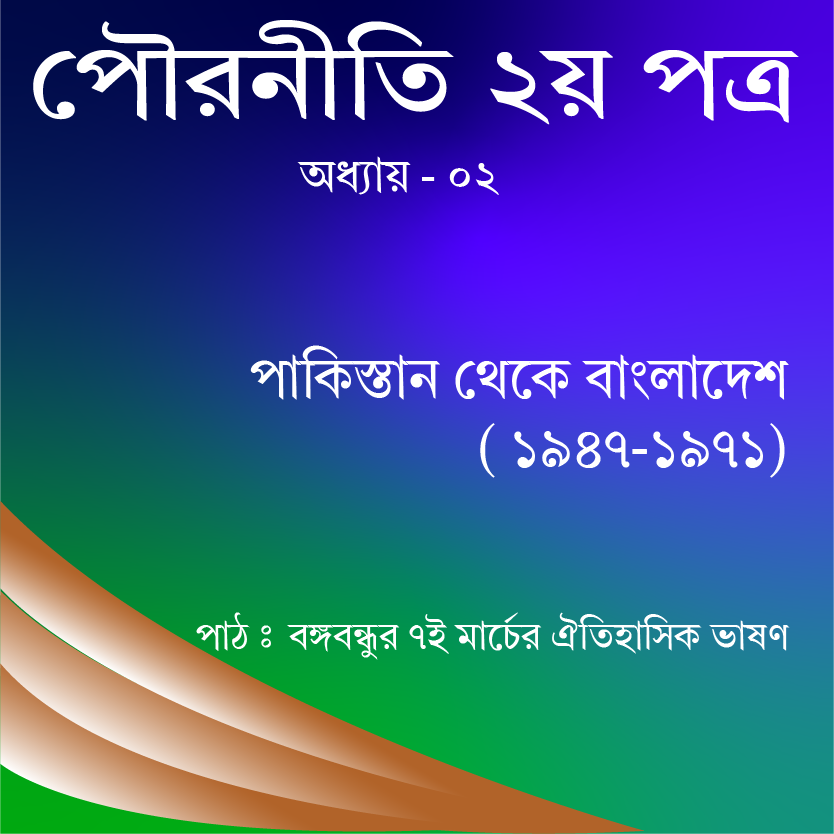 পৌরনীতি ২য় পত্র
অধ্যায় - ০২
পাকিস্তান থেকে বাংলাদেশ
( ১৯৪৭-১৯৭১)
পাঠ ঃ বঙ্গবন্ধুর ৭ই মার্চের ঐতিহাসিক ভাষণ